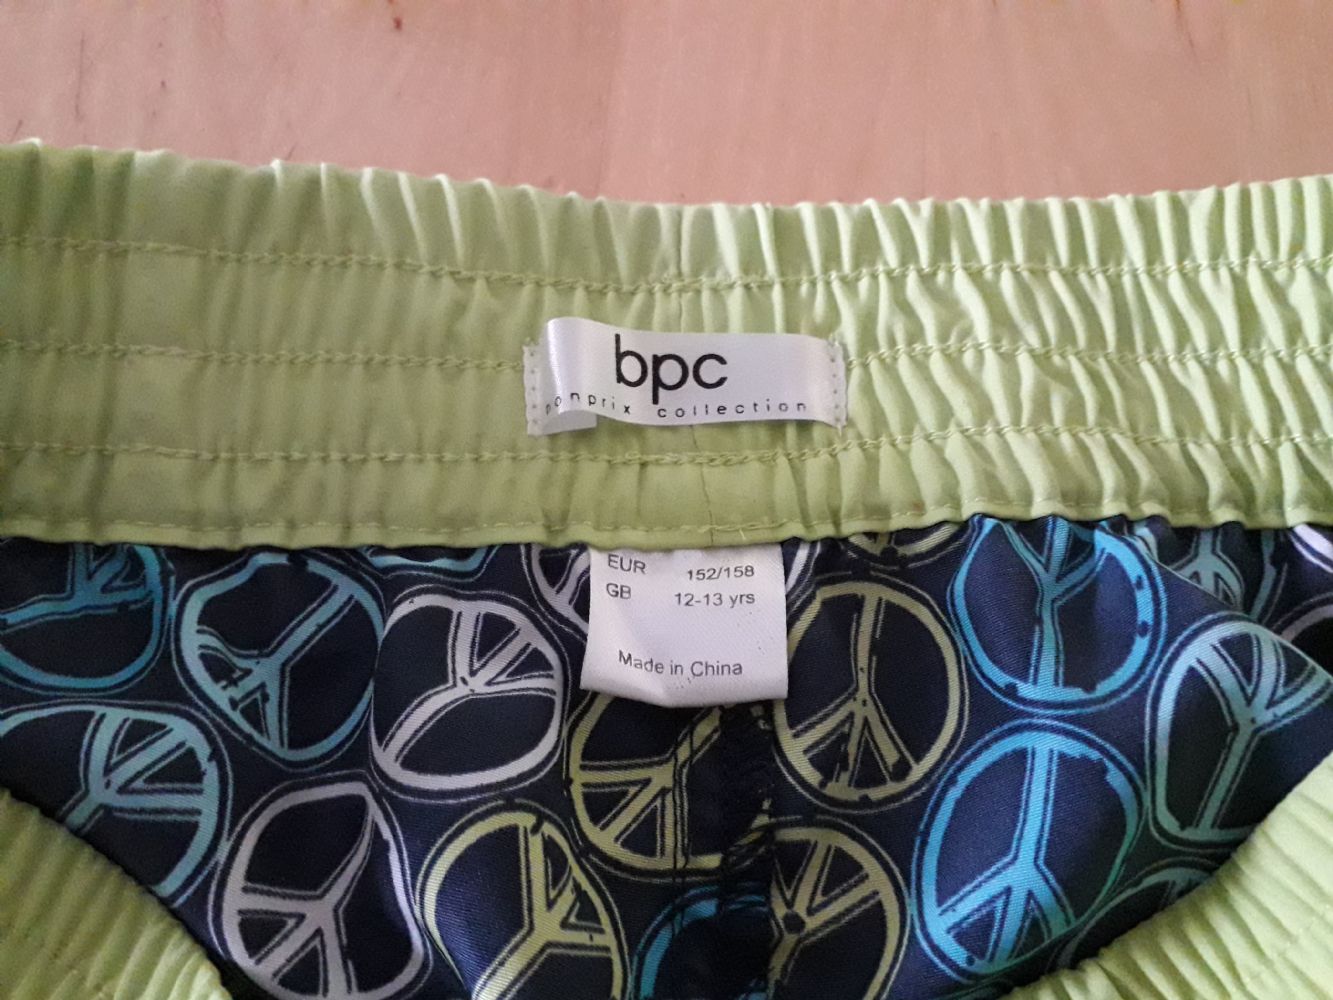 bpc
bonprix collection
EUR 152/158
GB 12-13 yrs
Made in China